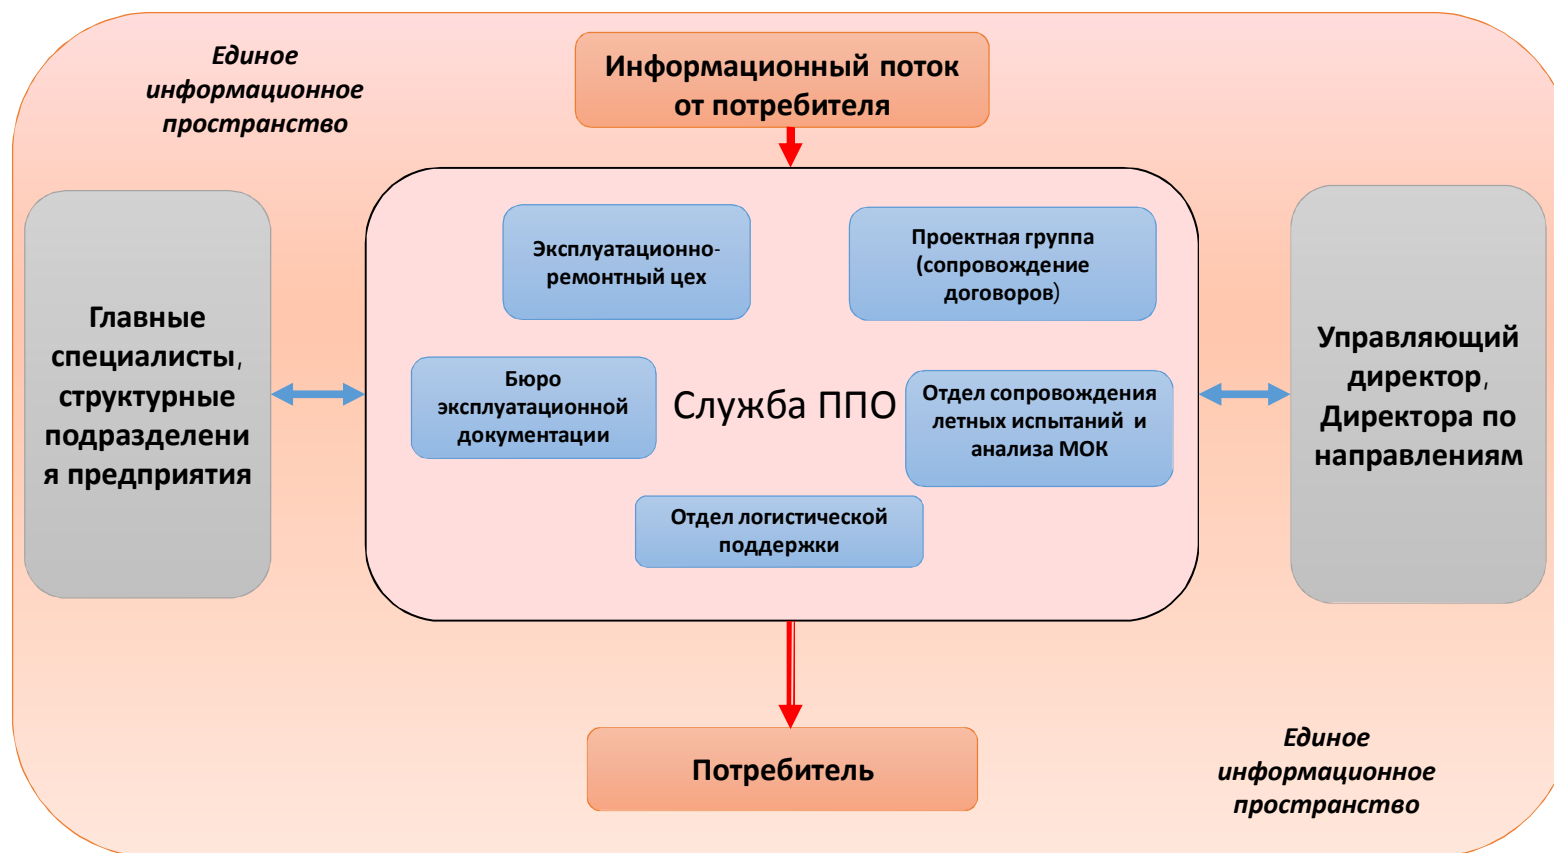 Единое
информационное
пространство
Информационный поток
от потребителя
Главные
специалисты,
структурные
подразделени
я предприятия
Эксплуатационно-
ремонтный цех
Проектная группа
(сопровождение
договоров)
Бюро
эксплуатационной
документации
Служба ППО
Отдел сопровождения
летных испытаний и
анализа МОК
Отдел логистической
поддержки
Управляющий
директор,
Директора по
направлениям
Потребитель
Единое
информационное
пространство